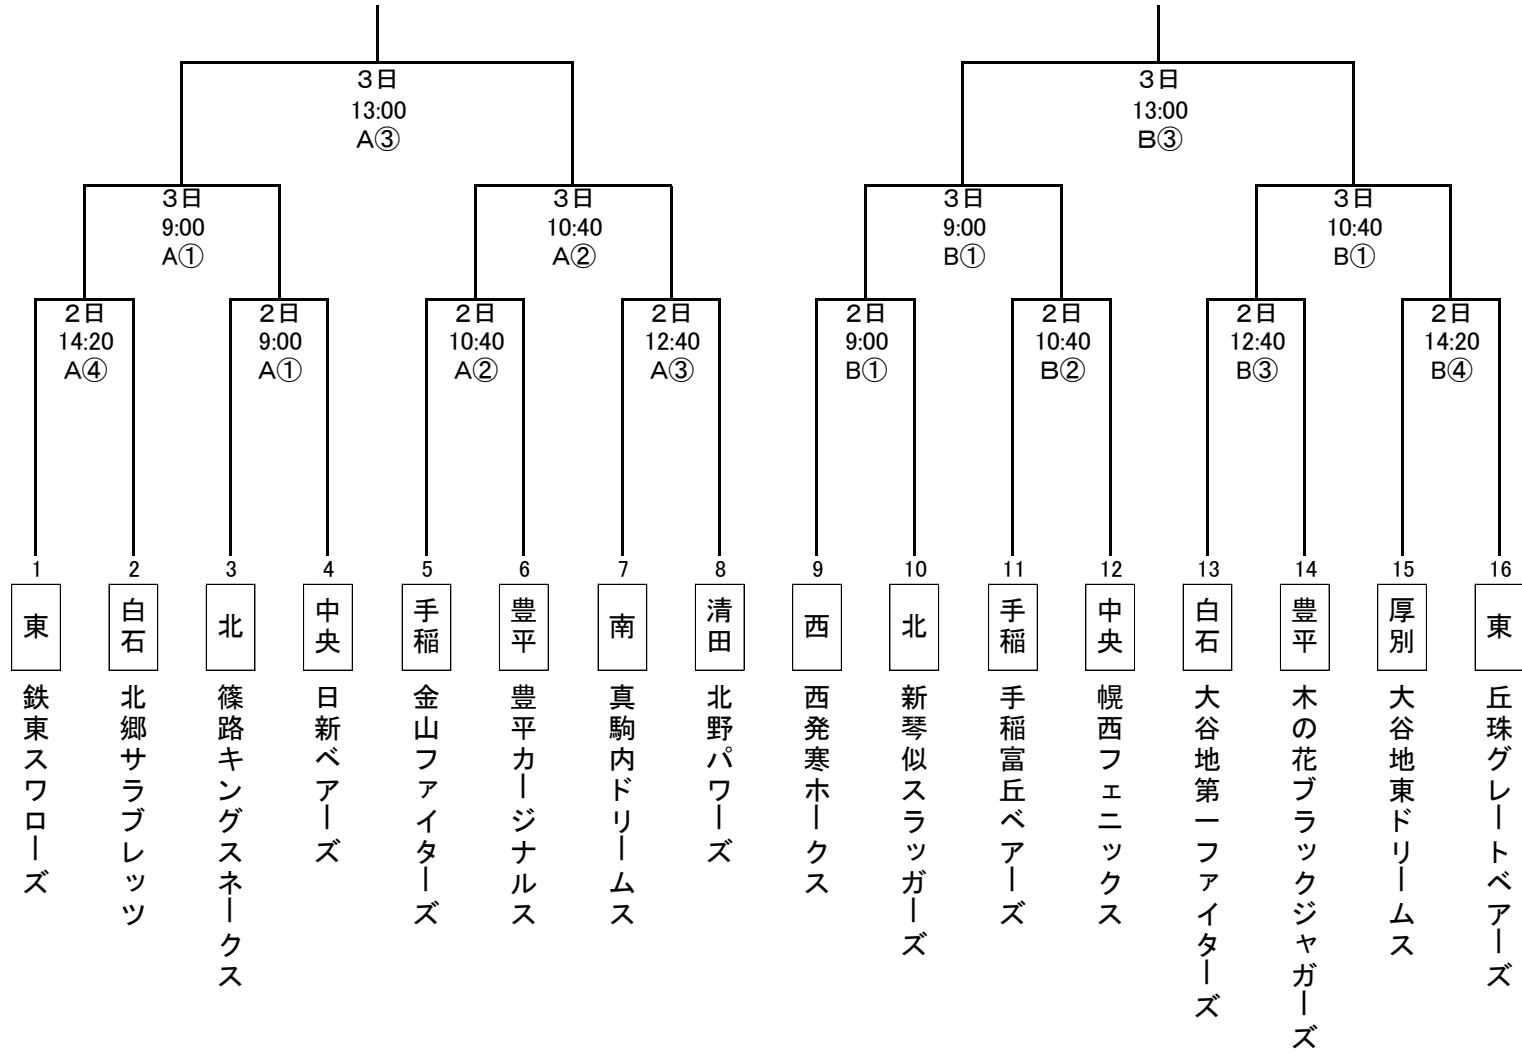 ３日
13:00
A③
３日
13:00
B③
３日
9:00
A①
３日
10:40
A②
３日
9:00
B①
３日
10:40
B①
２日
14:20
A④
２日
9:00
A①
２日
10:40
A②
２日
12:40
A③
２日
9:00
B①
２日
10:40
B②
２日
12:40
B③
２日
14:20
B④
1
2
3
4
5
6
7
8
9
10
11
12
13
14
15
16
東
白石
北
中央
手稲
豊平
南
清田
西
北
手稲
中央
白石
豊平
厚別
東
鉄東スワローズ
北郷サラブレッツ
篠路キングスネークス
日新ベアーズ
金山ファイターズ
豊平カージナルス
真駒内ドリームス
北野パワーズ
西発寒ホークス
新琴似スラッガーズ
手稲富丘ベアーズ
幌西フェニックス
大谷地第一ファイターズ
木の花ブラックジャガーズ
大谷地東ドリームス
丘珠グレートベアーズ